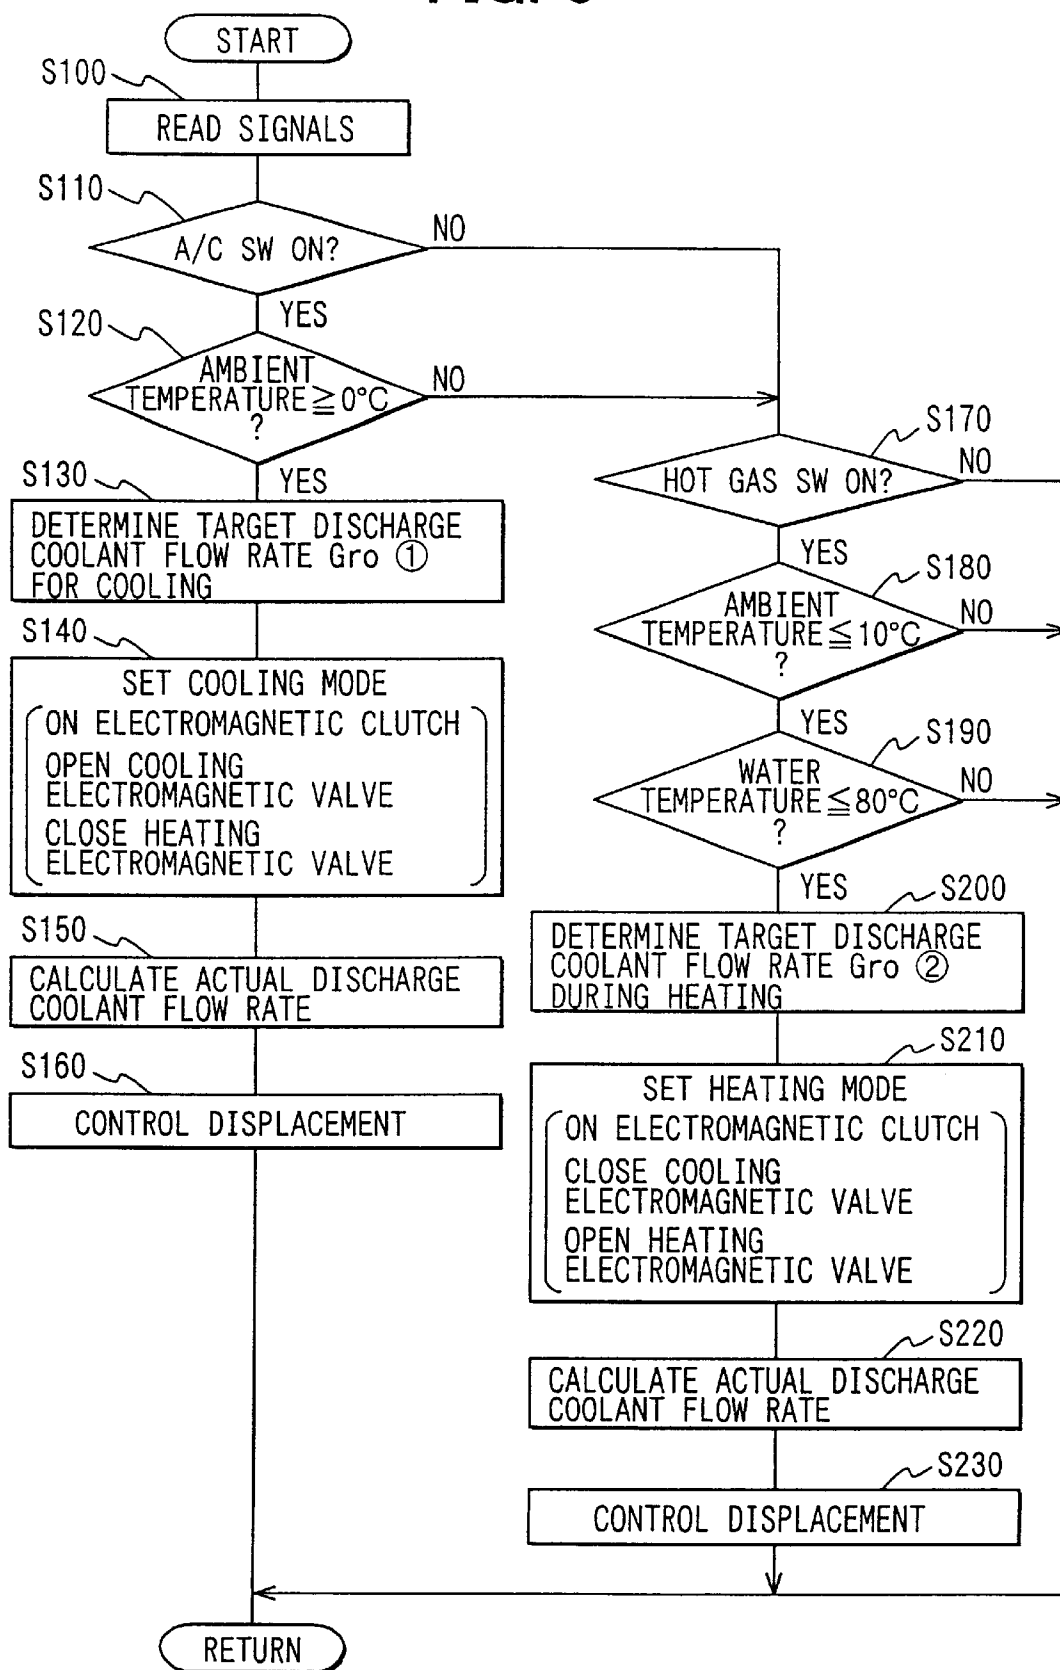 START
S100
READ SIGNALS
S110
A/C SW ON?
NO
YES
S120
AMBIENT
TEMPERATURE≧0°C
?
NO
YES
S130
DETERMINE TARGET DISCHARGE
COOLANT FLOW RATE Gro ①
FOR COOLING
S140
SET COOLING MODE
ON ELECTROMAGNETIC CLUTCH
OPEN COOLING
ELECTROMAGNETIC VALVE
CLOSE HEATING
ELECTROMAGNETIC VALVE
S150
CALCULATE ACTUAL DISCHARGE
COOLANT FLOW RATE
S160
CONTROL DISPLACEMENT
S170
HOT GAS SW ON?
NO
YES
S180
AMBIENT
TEMPERATURE≦10°C
?
NO
YES
S190
WATER
TEMPERATURE≦80°C
?
NO
YES
S200
DETERMINE TARGET DISCHARGE
COOLANT FLOW RATE Gro ②
DURING HEATING
S210
SET HEATING MODE
ON ELECTROMAGNETIC CLUTCH
CLOSE COOLING
ELECTROMAGNETIC VALVE
OPEN HEATING
ELECTROMAGNETIC VALVE
S220
CALCULATE ACTUAL DISCHARGE
COOLANT FLOW RATE
S230
CONTROL DISPLACEMENT
RETURN